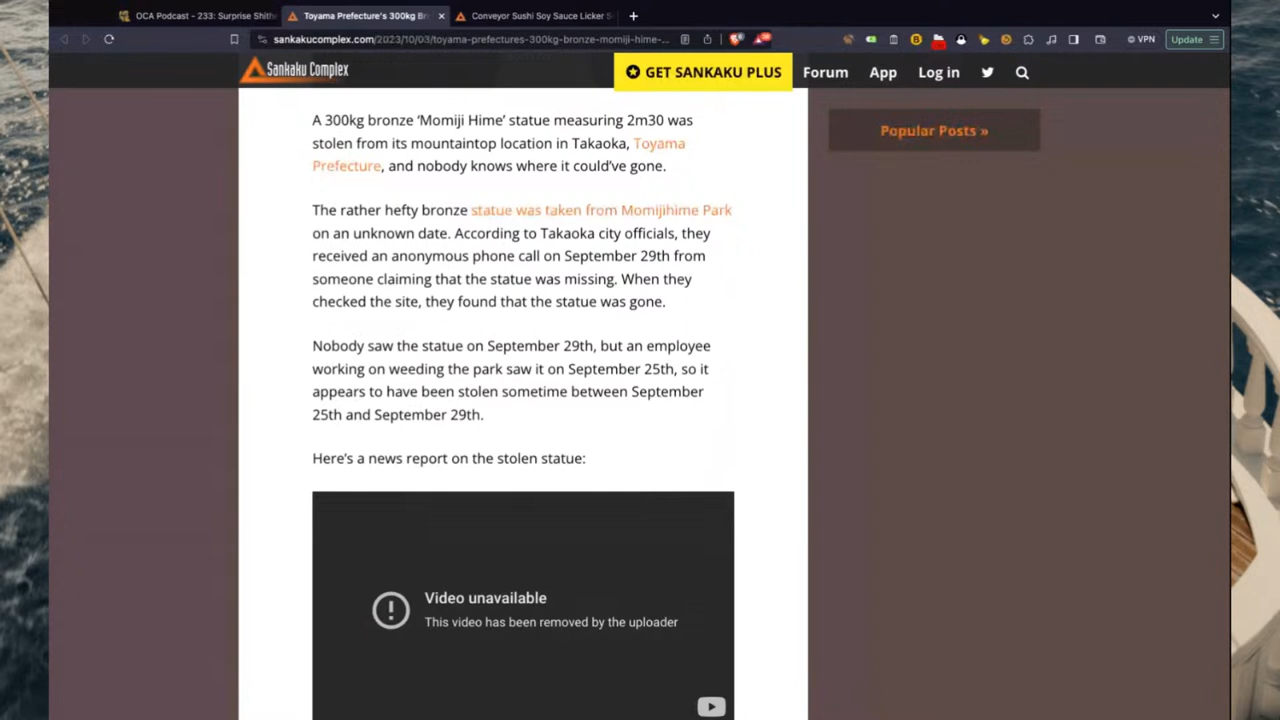 OCA Podcast - 233: Surprise Shith
Toyama Prefecture's 300kg Br
Conveyor Sushi Soy Sauce Licker S
sankakucomplex.com/2023/10/03/toyama-prefectures-300kg-bronze-momiji-hime-...
VPN
Update
Sankaku Complex
GET SANKAKU PLUS
Forum
App
Log in
A 300kg bronze ‘Momiji Hime’ statue measuring 2m30 was
stolen from its mountaintop location in Takaoka, Toyama
Prefecture, and nobody knows where it could’ve gone.
The rather hefty bronze statue was taken from Momijihime Park
on an unknown date. According to Takaoka city officials, they
received an anonymous phone call on September 29th from
someone claiming that the statue was missing. When they
checked the site, they found that the statue was gone.
Nobody saw the statue on September 29th, but an employee
working on weeding the park saw it on September 25th, so it
appears to have been stolen sometime between September
25th and September 29th.
Here’s a news report on the stolen statue:
Video unavailable
This video has been removed by the uploader
Popular Posts »